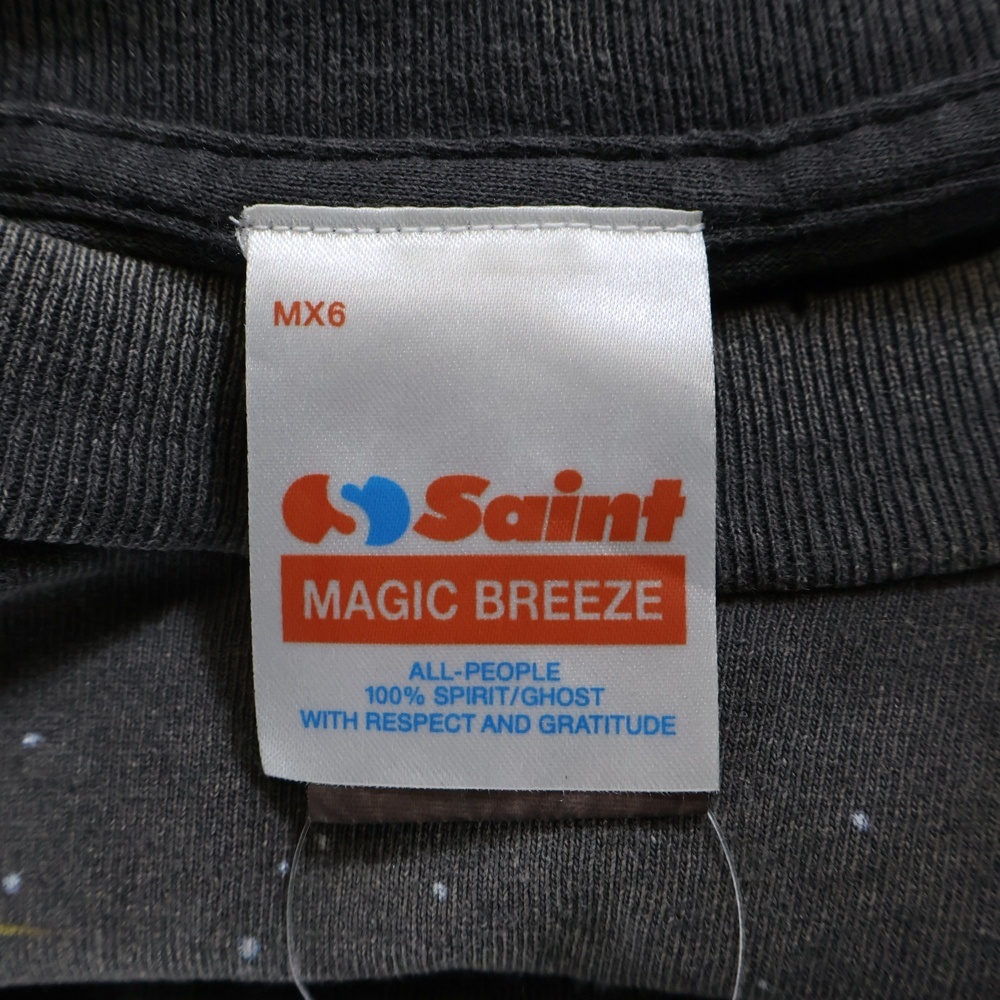 MX6
Saint
MAGIC BREEZE
ALL-PEOPLE
100% SPIRIT/GHOST
WITH RESPECT AND GRATITUDE